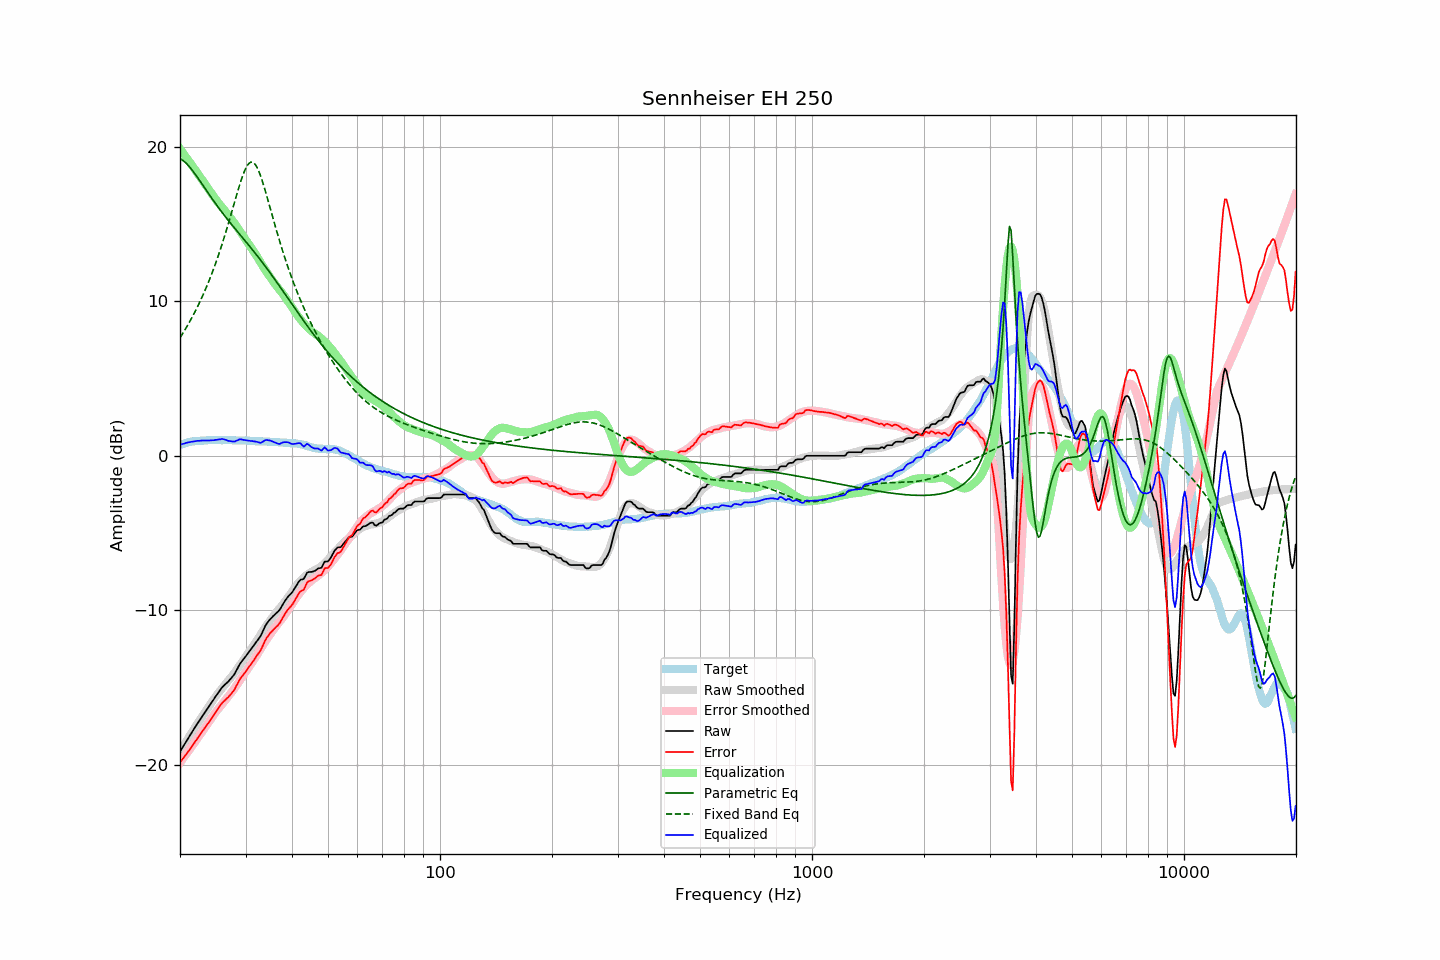 Sennheiser EH 250
Amplitude (dBr)
20
10
0
−10
−20
Target
Raw Smoothed
Error Smoothed
Raw
Error
Equalization
Parametric Eq
Fixed Band Eq
Equalized
100
1000
10000
Frequency (Hz)